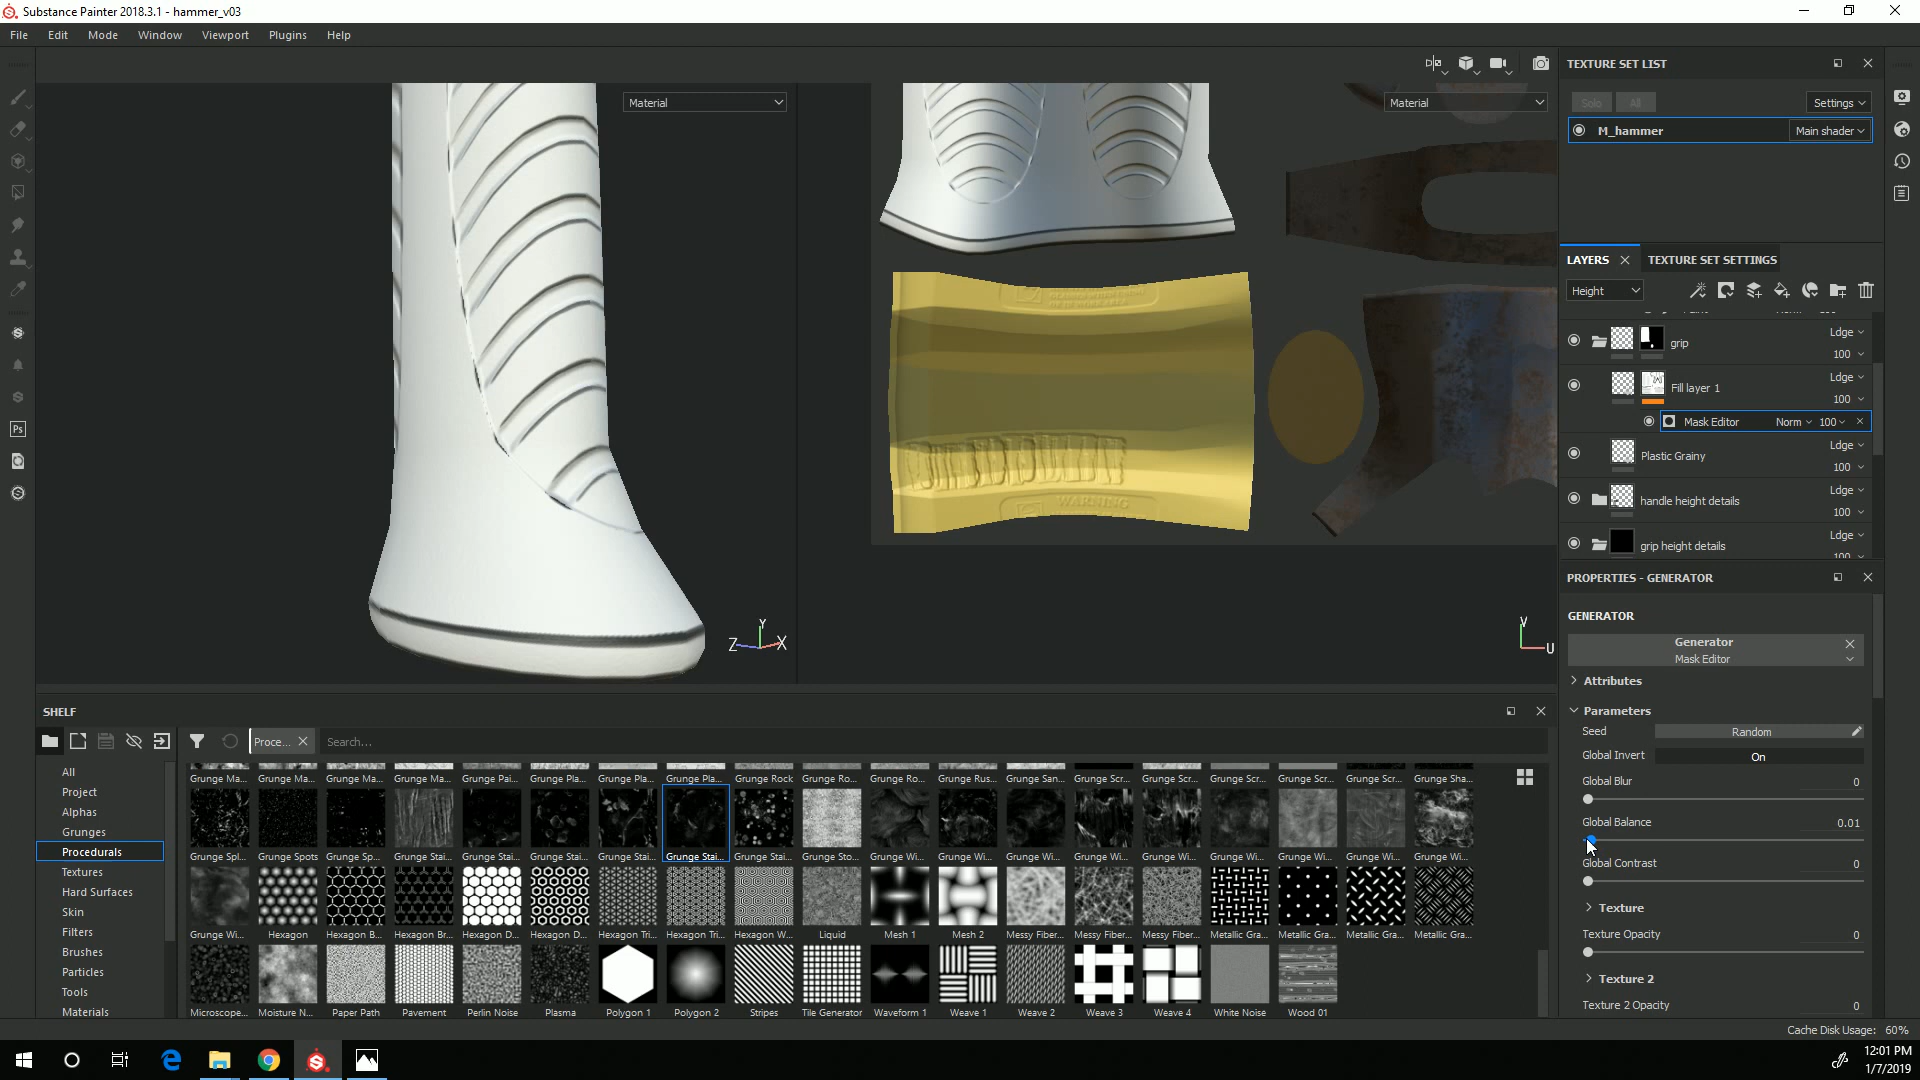 Substance Painter 2018.3.1 - hammer_v03
File Edit Mode Window Viewport Plugins Help
Material
Material
WARNING
Z Y X
V U
TEXTURE SET LIST
Solo All Settings
M_hammer Main shader
LAYERS TEXTURE SET SETTINGS
Height
grip Ldge 100
Fill layer 1 Ldge 100
Mask Editor Norm 100
Plastic Grainy Ldge 100
handle height details Ldge 100
grip height details Ldge 100
PROPERTIES - GENERATOR
GENERATOR
Generator
Mask Editor
Attributes
Parameters
Seed Random
Global Invert On
Global Blur 0
Global Balance 0.01
Global Contrast 0
Texture
Texture Opacity 0
Texture 2
Texture 2 Opacity 0
SHELF
Proce... Search...
All
Project
Alphas
Grunges
Procedurals
Textures
Hard Surfaces
Skin
Filters
Brushes
Particles
Tools
Materials
Grunge Ma... Grunge Ma... Grunge Ma... Grunge Ma... Grunge Pai... Grunge Pla... Grunge Pla... Grunge Pla... Grunge Rock Grunge Ro... Grunge Ro... Grunge Rus... Grunge San... Grunge Scr... Grunge Scr... Grunge Scr... Grunge Scr... Grunge Scr... Grunge Sha...
Grunge Spl... Grunge Spots Grunge Sp... Grunge Stai... Grunge Stai... Grunge Stai... Grunge Stai... Grunge Stai... Grunge Stai... Grunge Sto... Grunge Wi... Grunge Wi... Grunge Wi... Grunge Wi... Grunge Wi... Grunge Wi... Grunge Wi... Grunge Wi... Grunge Wi...
Grunge Wi... Hexagon Hexagon B... Hexagon Br... Hexagon D... Hexagon D... Hexagon Tri... Hexagon Tri... Hexagon W... Liquid Mesh 1 Mesh 2 Messy Fiber... Messy Fiber... Messy Fiber... Metallic Gra... Metallic Gra... Metallic Gra... Metallic Gra...
Microscope... Moisture N... Paper Path Pavement Perlin Noise Plasma Polygon 1 Polygon 2 Stripes Tile Generator Waveform 1 Weave 1 Weave 2 Weave 3 Weave 4 White Noise Wood 01
Cache Disk Usage: 60%
Ps
12:01 PM
1/7/2019